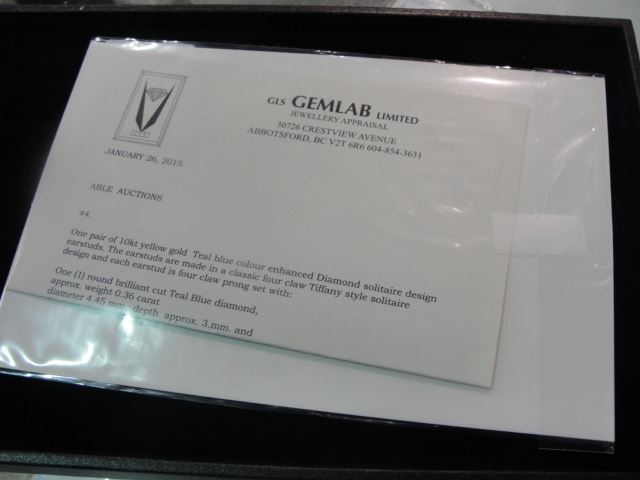 GLS GEMLAB LIMITED
JEWELLERY APPRAISAL
30726 CRESTVIEW AVENUE
ABBOTSFORD, BC V2T 6R6 604-854-3631
JANUARY 26, 2015
ABLE AUCTIONS
44.
One pair of 10kt yellow gold Teal blue colour enhanced Diamond solitaire design
earstuds. The earstuds are made in a classic four claw Tiffany style solitaire
design and each earstud is four claw prong set with:
One (1) round brilliant cut Teal Blue diamond,
approx. weight 0.36 carat
diameter 4.45 mm. depth approx. 3.mm. and